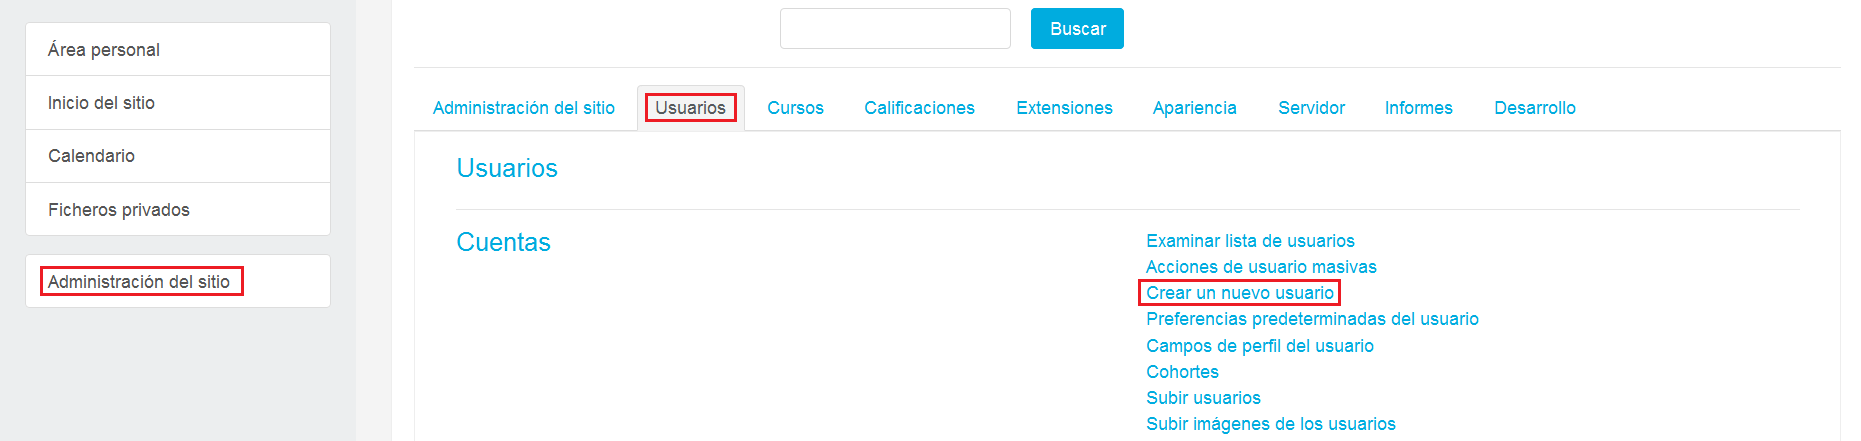 Área personal
Inicio del sitio
Calendario
Ficheros privados
Administración del sitio
Buscar
Administración del sitio Usuarios Cursos Calificaciones Extensiones Apariencia Servidor Informes Desarrollo
Usuarios
Cuentas
Examinar lista de usuarios
Acciones de usuario masivas
Crear un nuevo usuario
Preferencias predeterminadas del usuario
Campos de perfil del usuario
Cohortes
Subir usuarios
Subir imágenes de los usuarios